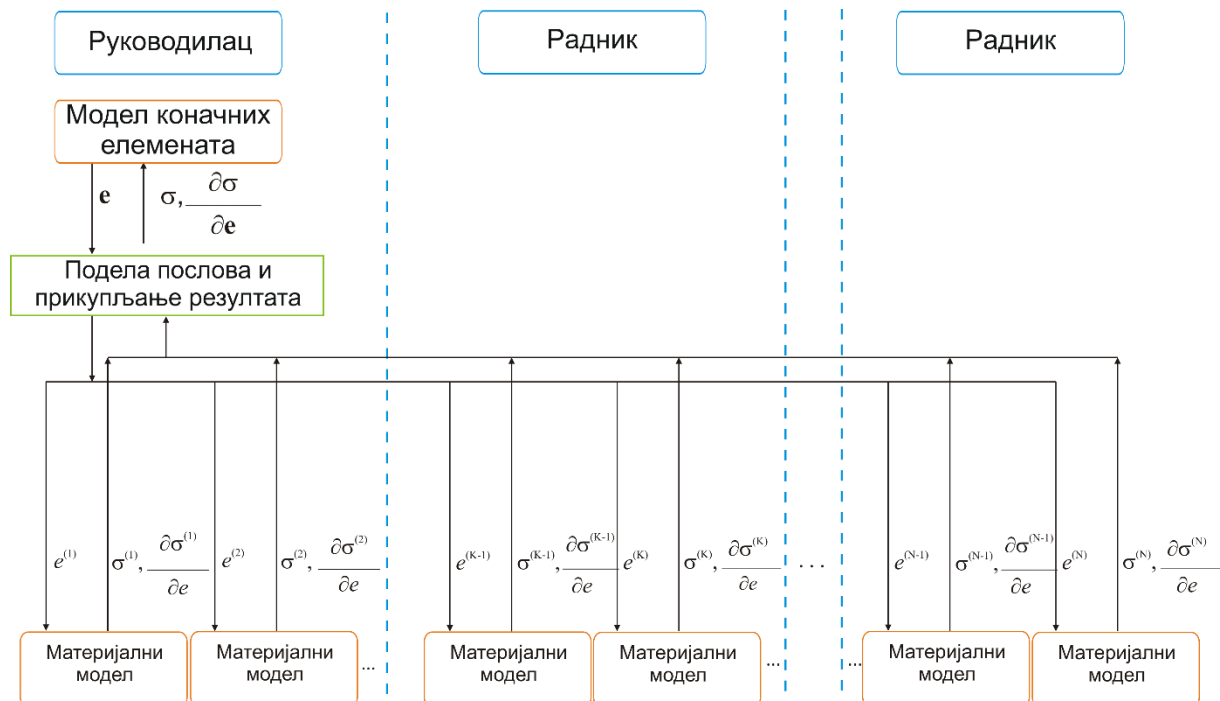 Руководилац
Радник
Радник
Модел коначних
елемената
e
σ, ∂σ
∂e
Подела послова и
прикупљање резултата
e⁽¹⁾
σ⁽¹⁾, ∂σ⁽¹⁾
∂e
e⁽²⁾
σ⁽²⁾, ∂σ⁽²⁾
∂e
e⁽ᴷ⁻¹⁾
σ⁽ᴷ⁻¹⁾, ∂σ⁽ᴷ⁻¹⁾
∂e
e⁽ᴷ⁾
σ⁽ᴷ⁾, ∂σ⁽ᴷ⁾
∂e
. . .
e⁽ᴺ⁻¹⁾
σ⁽ᴺ⁻¹⁾, ∂σ⁽ᴺ⁻¹⁾
∂e
e⁽ᴺ⁾
σ⁽ᴺ⁾, ∂σ⁽ᴺ⁾
∂e
Материјални
модел
Материјални
модел
...
Материјални
модел
Материјални
модел
...
...
Материјални
модел
Материјални
модел